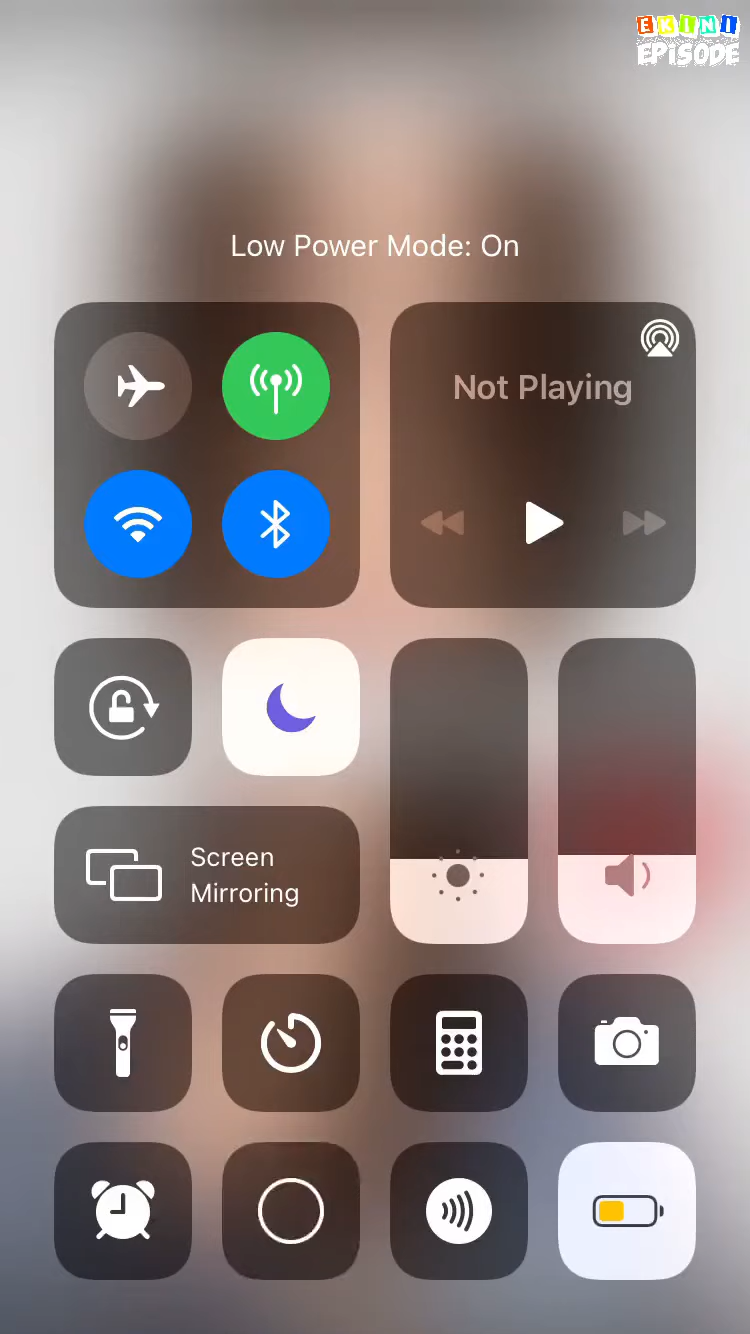 EKINI
EPISODE
Low Power Mode: On
Not Playing
Screen
Mirroring